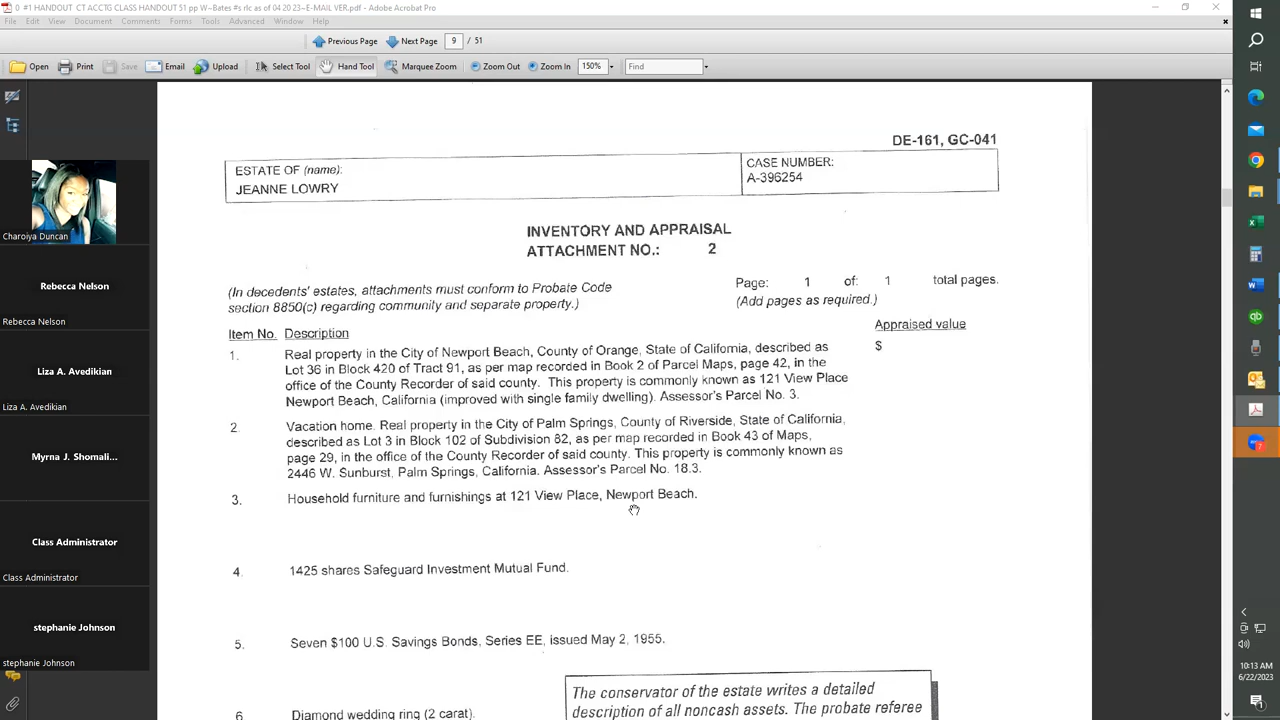 0 #1 HANDOUT CT ACCTG CLASS HANDOUT 51 pp W~Bates #s rlc as of 04 20 23~E-MAIL VER.pdf - Adobe Acrobat Pro
File Edit View Document Comments Forms Tools Advanced Window Help
Previous Page Next Page 9 / 51
Open Print Save Email Upload Select Tool Hand Tool Marquee Zoom Zoom Out Zoom In 150% Find
DE-161, GC-041
ESTATE OF (name):
JEANNE LOWRY
CASE NUMBER:
A-396254
INVENTORY AND APPRAISAL
ATTACHMENT NO.: 2
(In decedents' estates, attachments must conform to Probate Code
section 8850(c) regarding community and separate property.)
Page: 1 of: 1 total pages.
(Add pages as required.)
Item No. Description
Appraised value
1. Real property in the City of Newport Beach, County of Orange, State of California, described as
$
Lot 36 in Block 420 of Tract 91, as per map recorded in Book 2 of Parcel Maps, page 42, in the
office of the County Recorder of said county. This property is commonly known as 121 View Place
Newport Beach, California (improved with single family dwelling). Assessor's Parcel No. 3.
2. Vacation home. Real property in the City of Palm Springs, County of Riverside, State of California,
described as Lot 3 in Block 102 of Subdivision 82, as per map recorded in Book 43 of Maps,
page 29, in the office of the County Recorder of said county. This property is commonly known as
2446 W. Sunburst, Palm Springs, California. Assessor's Parcel No. 18.3.
3. Household furniture and furnishings at 121 View Place, Newport Beach.
4. 1425 shares Safeguard Investment Mutual Fund.
5. Seven $100 U.S. Savings Bonds, Series EE, issued May 2, 1955.
6 Diamond wedding ring (2 carat).
The conservator of the estate writes a detailed
description of all noncash assets. The probate referee
Charoiya Duncan
Rebecca Nelson
Rebecca Nelson
Liza A. Avedikian
Liza A. Avedikian
Myrna J. Shomali...
Class Administrator
Class Administrator
stephanie Johnson
stephanie Johnson
10:13 AM
6/22/2023